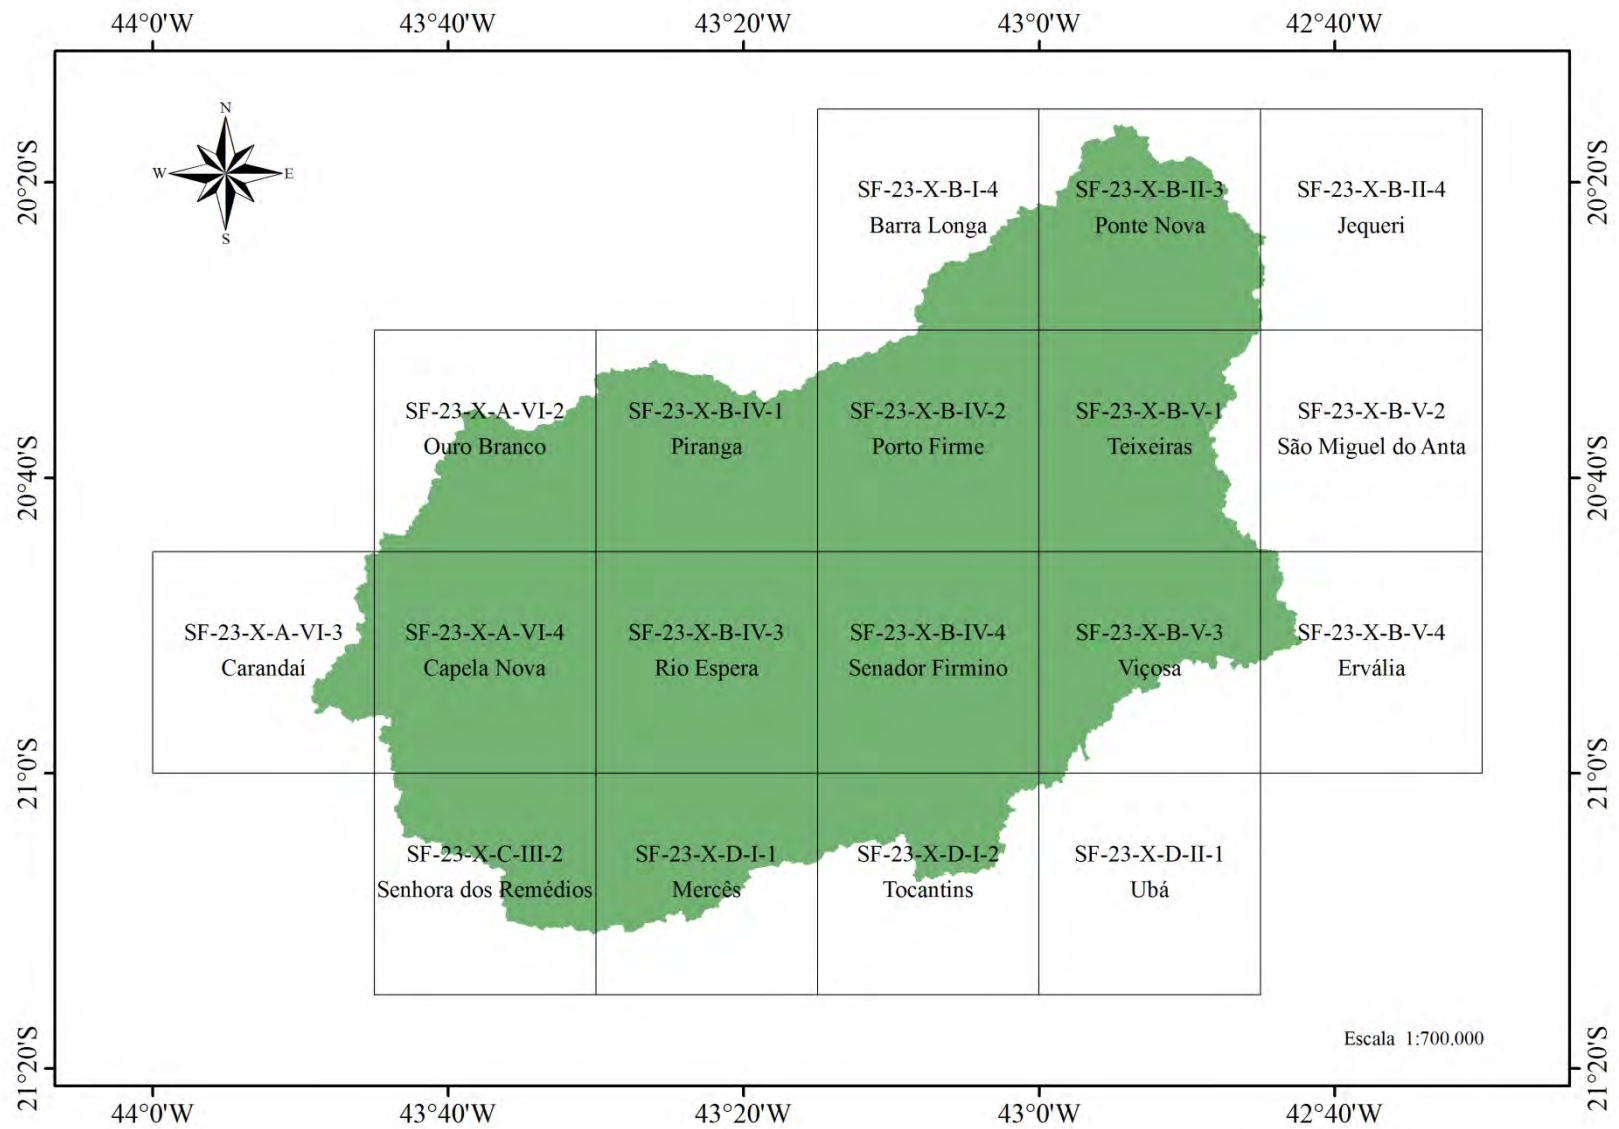 44°0'W 43°40'W 43°20'W 43°0'W 42°40'W
N
W E
S
20°20'S 20°20'S
SF-23-X-B-I-4 SF-23-X-B-II-3 SF-23-X-B-II-4
Barra Longa Ponte Nova Jequeri
SF-23-X-A-VI-2 SF-23-X-B-IV-1 SF-23-X-B-IV-2 SF-23-X-B-V-1 SF-23-X-B-V-2
Ouro Branco Piranga Porto Firme Teixeiras São Miguel do Anta
20°40'S 20°40'S
SF-23-X-A-VI-3 SF-23-X-A-VI-4 SF-23-X-B-IV-3 SF-23-X-B-IV-4 SF-23-X-B-V-3 SF-23-X-B-V-4
Carandaí Capela Nova Rio Espera Senador Firmino Viçosa Ervália
21°0'S 21°0'S
SF-23-X-C-III-2 SF-23-X-D-I-1 SF-23-X-D-I-2 SF-23-X-D-II-1
Senhora dos Remédios Mercês Tocantins Ubá
Escala 1:700.000
21°20'S 21°20'S
44°0'W 43°40'W 43°20'W 43°0'W 42°40'W